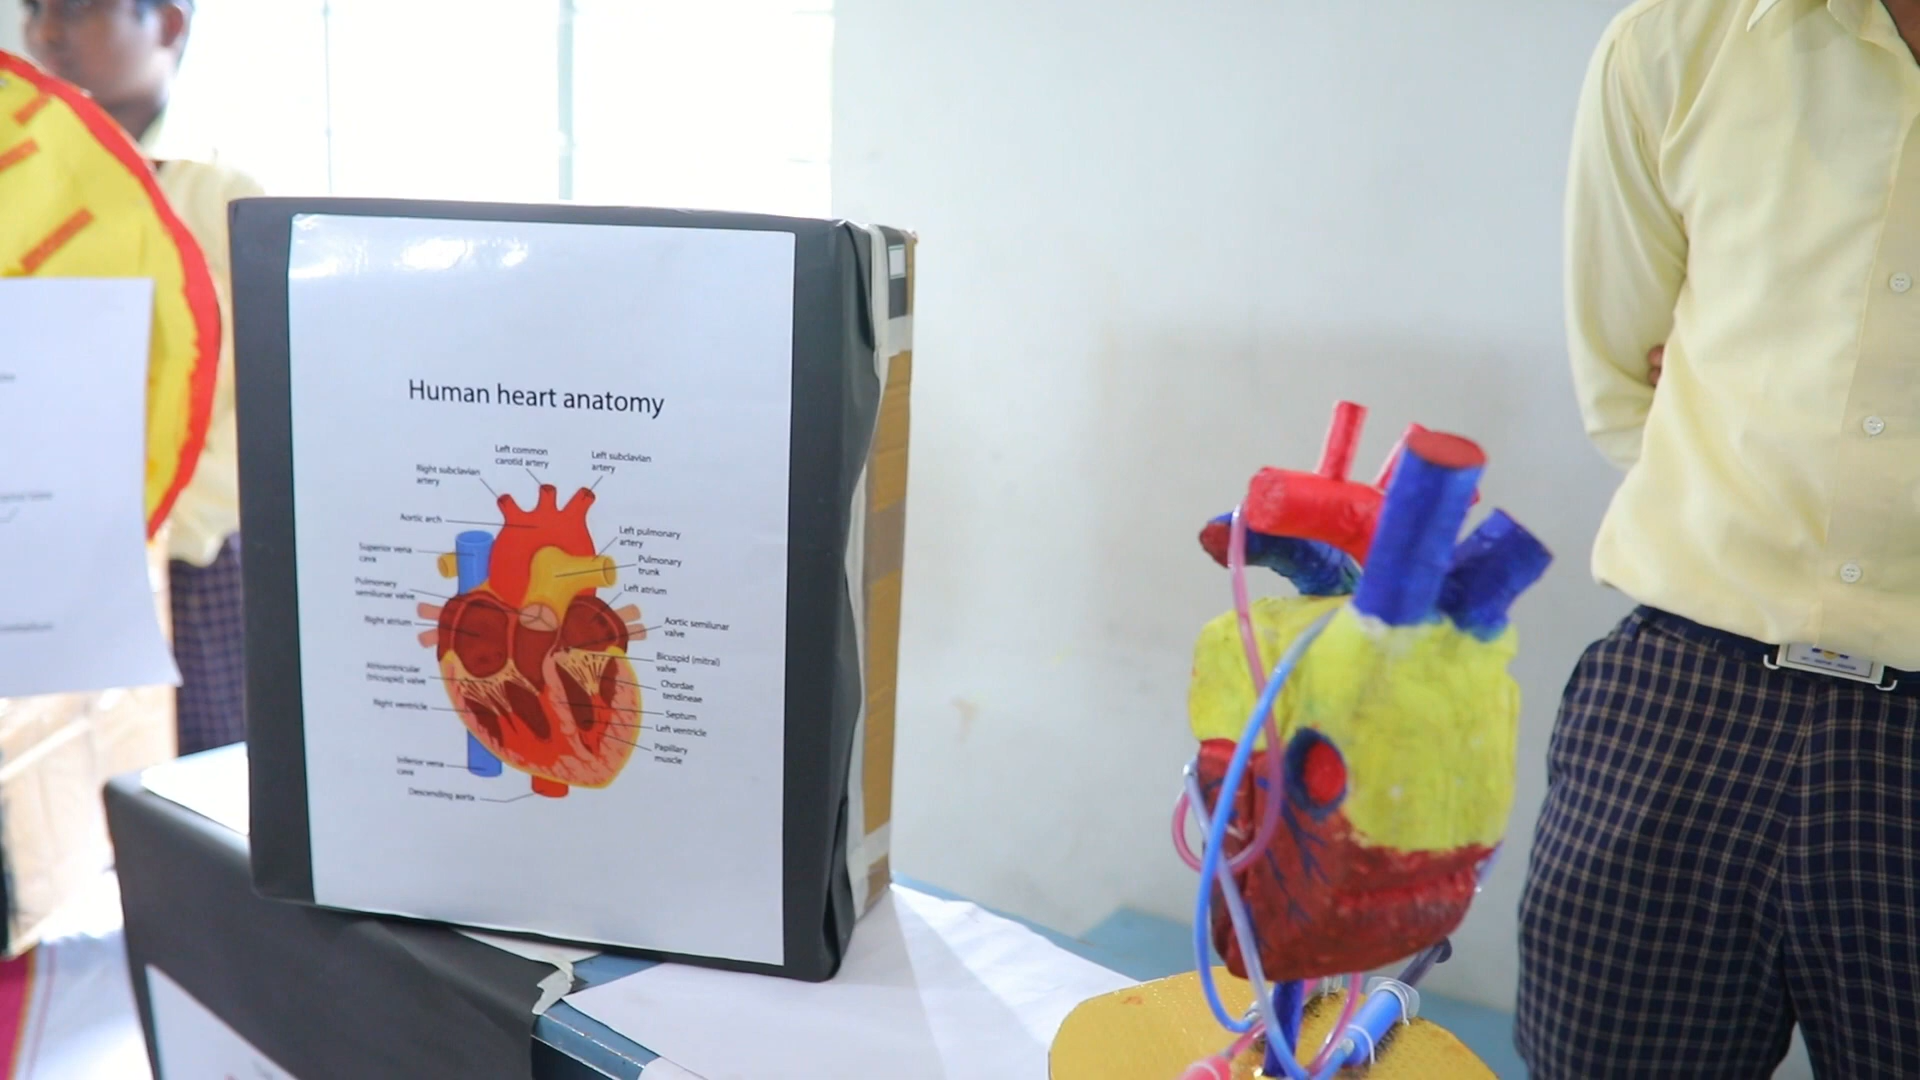 Human heart anatomy
Left common
carotid artery
Left subclavian
artery
Right subclavian
artery
Aortic arch
Left pulmonary
artery
Superior vena
cava
Pulmonary
trunk
Pulmonary
semilunar valve
Left atrium
Right atrium
Aortic semilunar
valve
Bicuspid (mitral)
valve
Atrioventricular
(tricuspid) valve
Chordae
tendineae
Right ventricle
Septum
Left ventricle
Papillary
muscle
Inferior vena
cava
Descending aorta